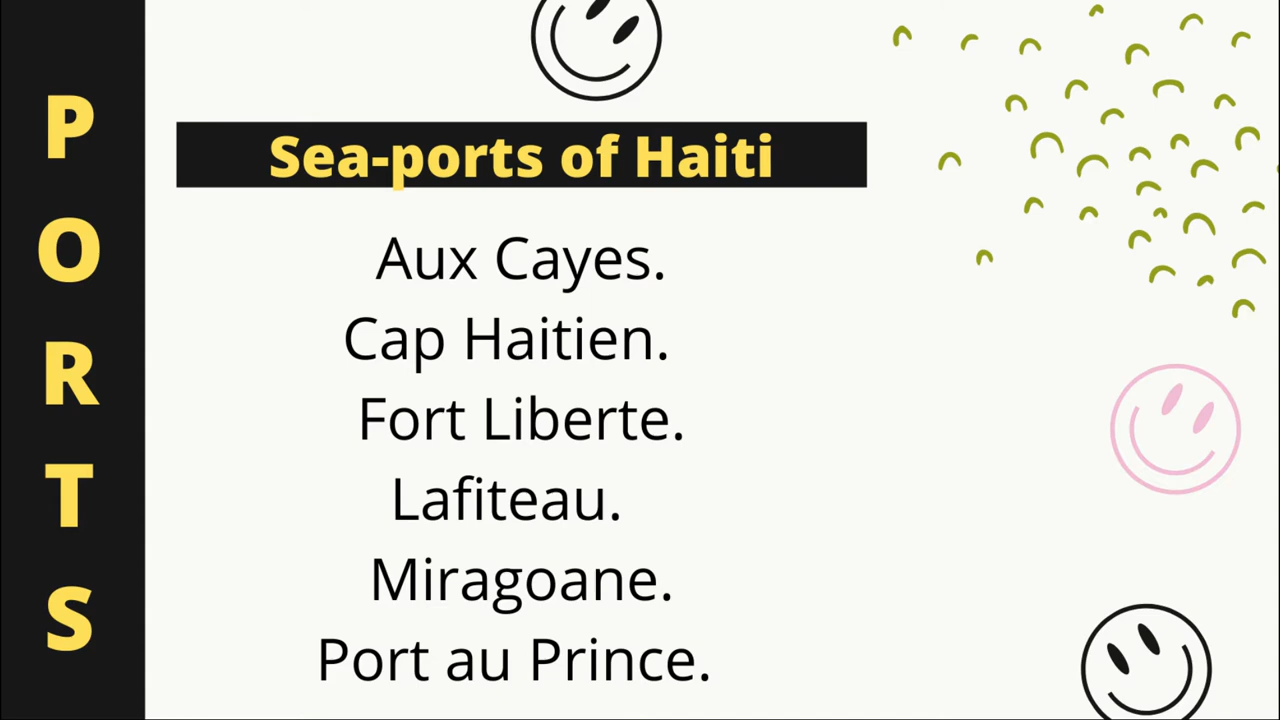 PORTS
Sea-ports of Haiti
Aux Cayes.
Cap Haitien.
Fort Liberte.
Lafiteau.
Miragoane.
Port au Prince.